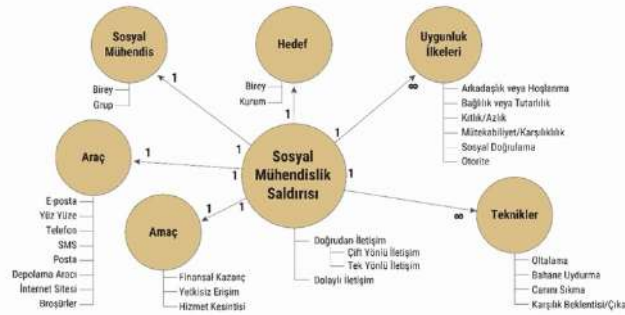 Sosyal
Mühendis
Birey
Grup
1
Hedef
Birey
Kurum
1
1
Uygunluk
İlkeleri
Arkadaşlık veya Hoşlanma
Bağlılık veya Tutarlılık
Kıtlık/Azlık
Mütekabiliyet/Karşılıklılık
Sosyal Doğrulama
Otorite
∞
1
Araç
E-posta
Yüz Yüze
Telefon
SMS
Posta
Depolama Aracı
İnternet Sitesi
Broşürler
1
1
Amaç
Finansal Kazanç
Yetkisiz Erişim
Hizmet Kesintisi
1
1
Sosyal
Mühendislik
Saldırısı
Doğrudan İletişim
Çift Yönlü İletişim
Tek Yönlü İletişim
Dolaylı İletişim
1
1
∞
Teknikler
Oltalama
Bahane Uydurma
Canını Sıkma
Karşılık Beklentisi/Çıka